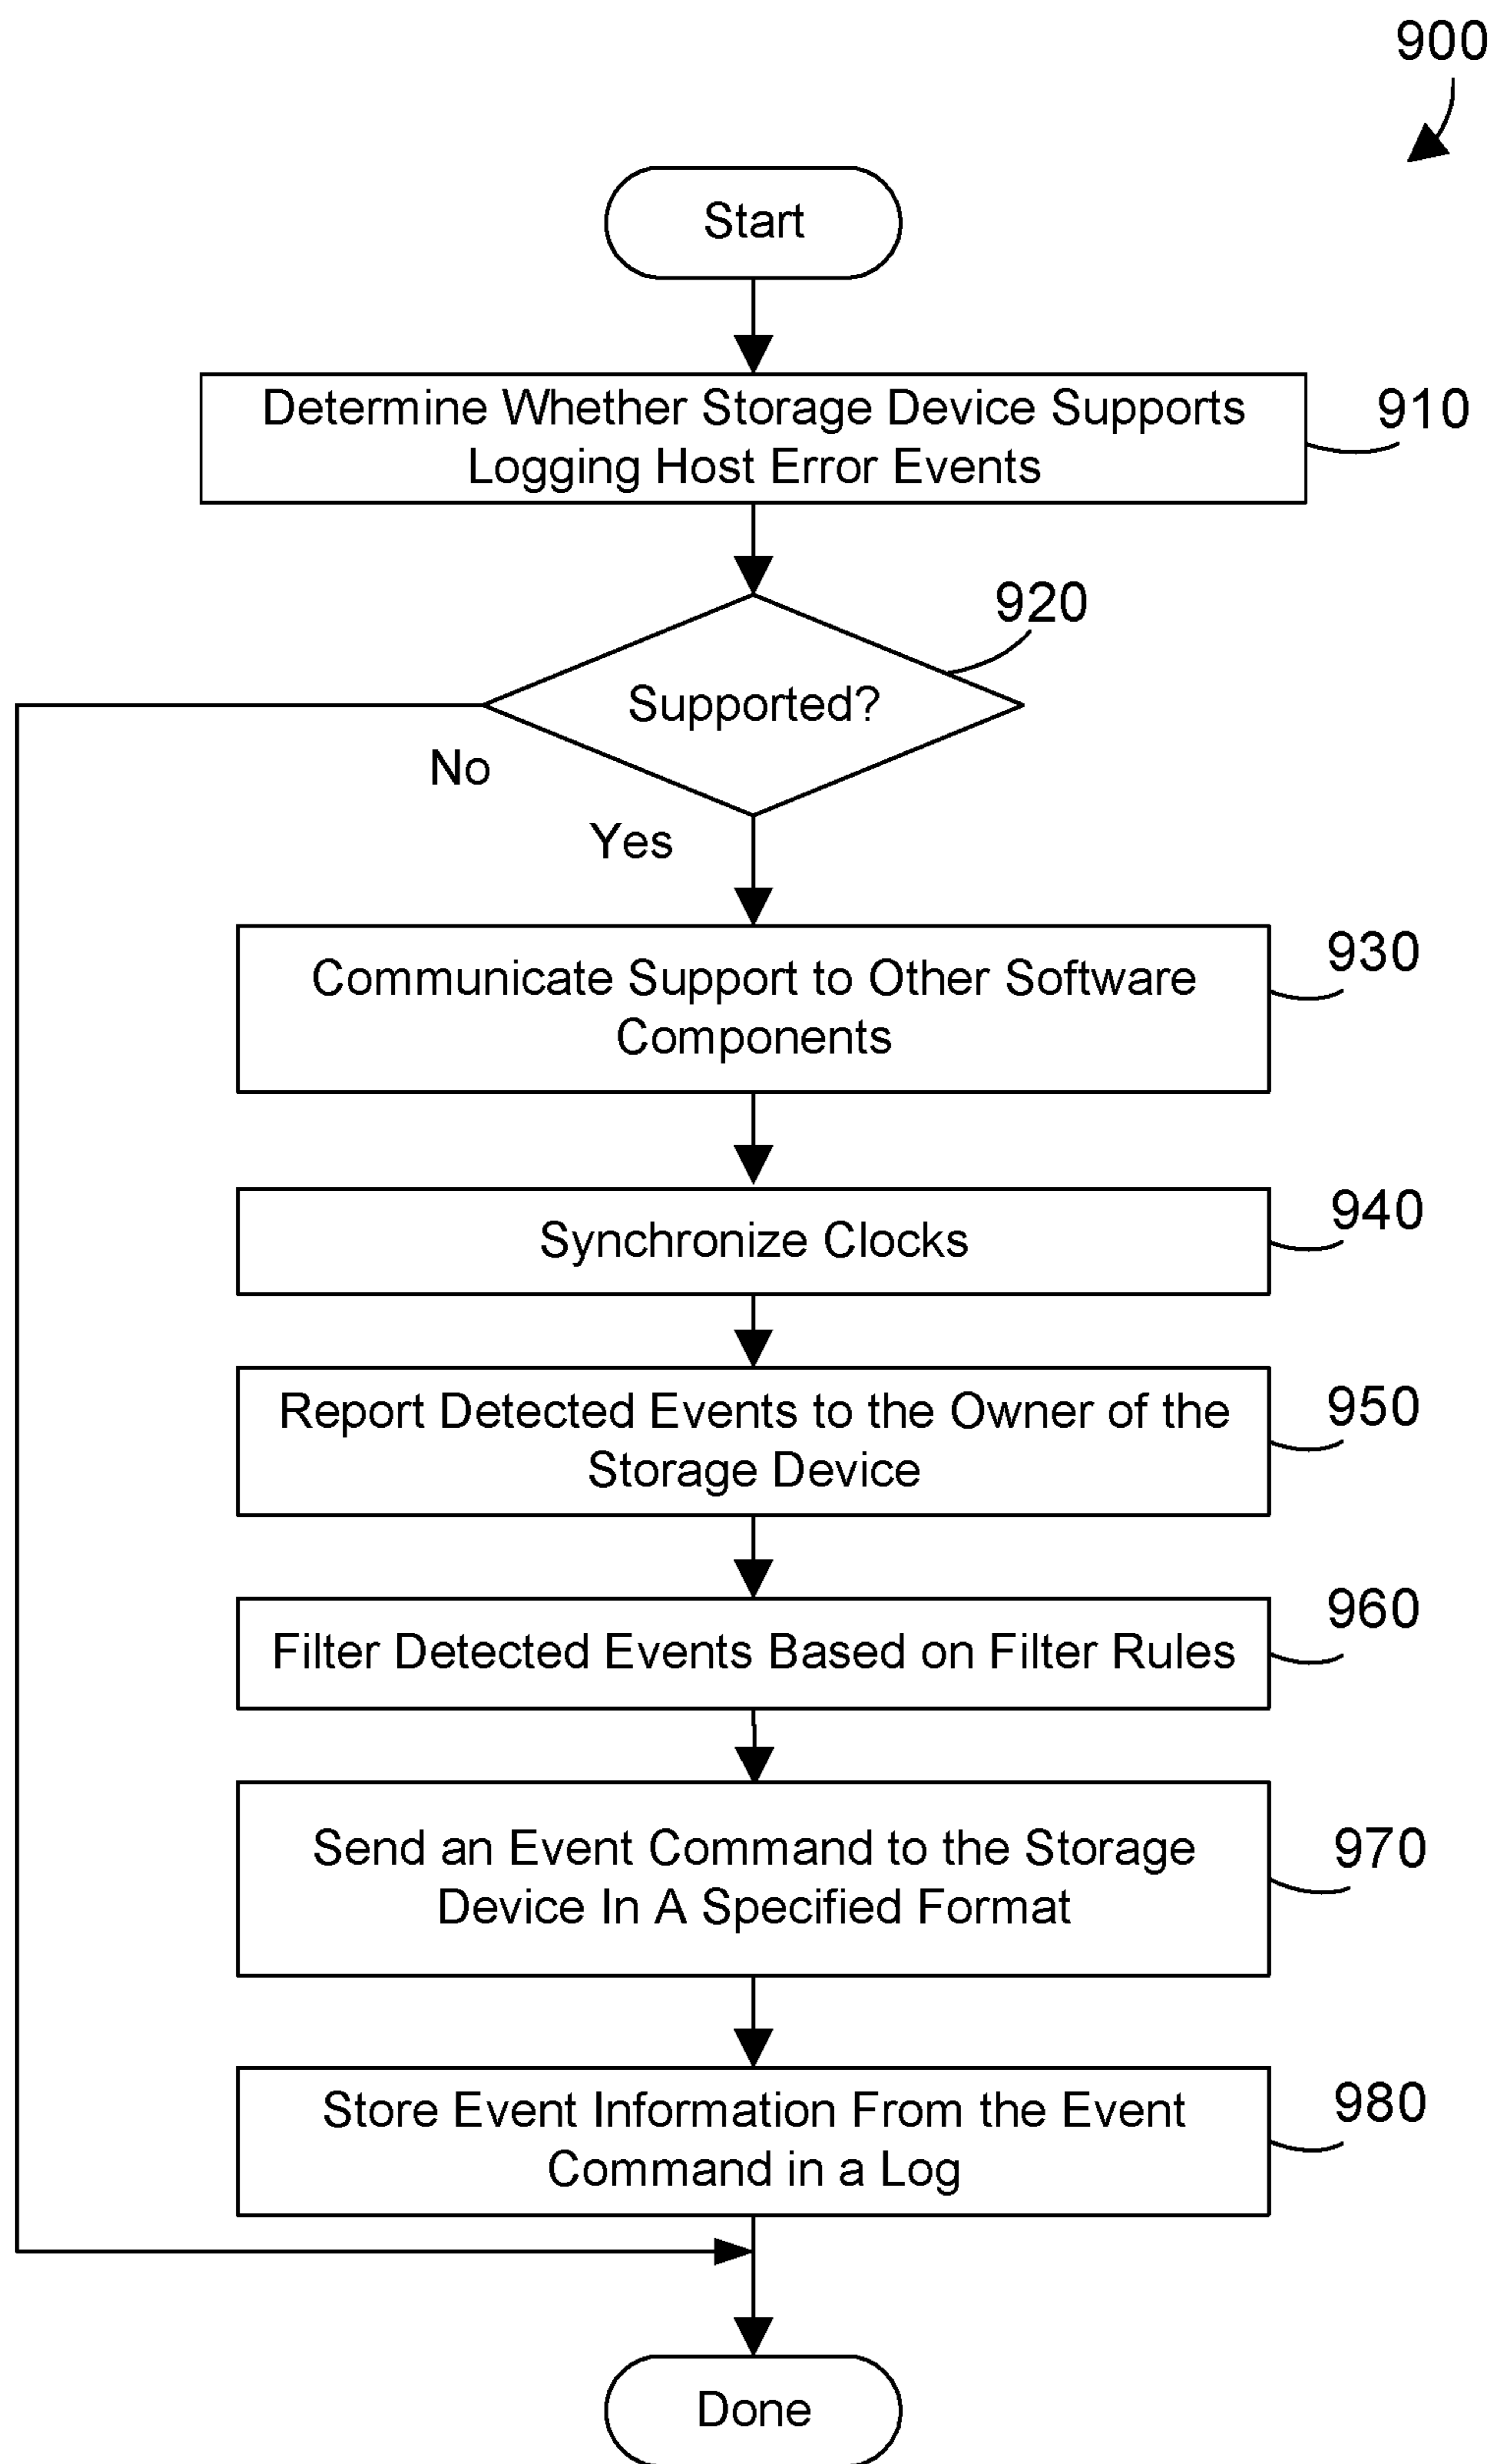 900
Start
Determine Whether Storage Device Supports
Logging Host Error Events
910
920
Supported?
No
Yes
930
Communicate Support to Other Software
Components
940
Synchronize Clocks
950
Report Detected Events to the Owner of the
Storage Device
960
Filter Detected Events Based on Filter Rules
970
Send an Event Command to the Storage
Device In A Specified Format
980
Store Event Information From the Event
Command in a Log
Done